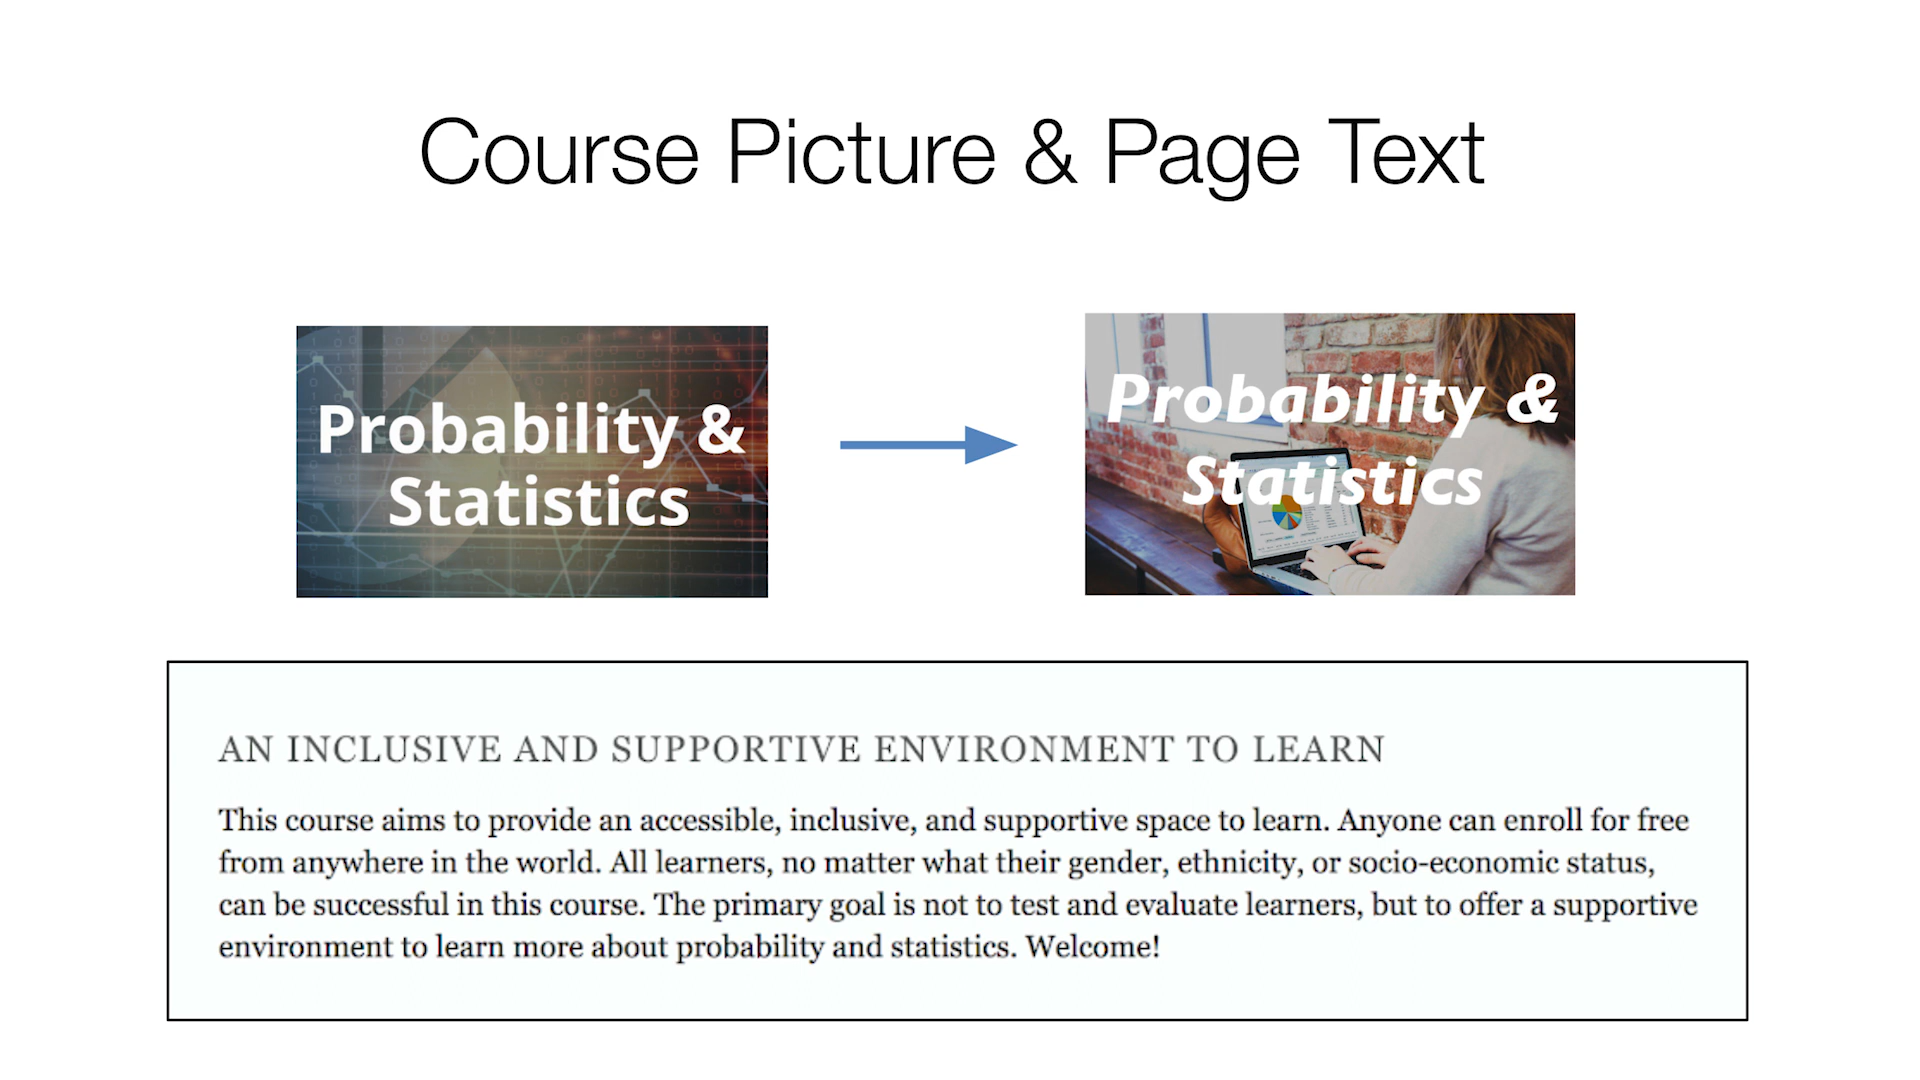 Course Picture & Page Text
Probability &
Statistics
Probability &
Statistics
AN INCLUSIVE AND SUPPORTIVE ENVIRONMENT TO LEARN
This course aims to provide an accessible, inclusive, and supportive space to learn. Anyone can enroll for free
from anywhere in the world. All learners, no matter what their gender, ethnicity, or socio-economic status,
can be successful in this course. The primary goal is not to test and evaluate learners, but to offer a supportive
environment to learn more about probability and statistics. Welcome!